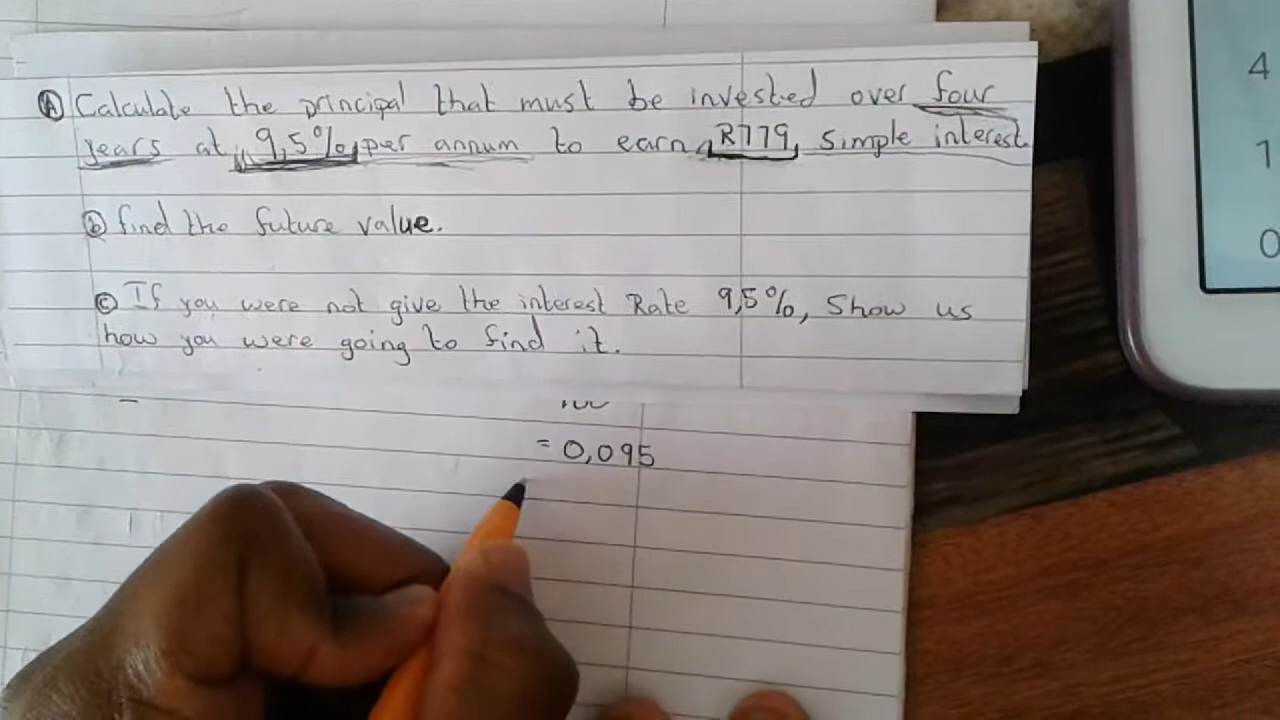 Ⓐ Calculate the principal that must be invested over four
years at 9,5% per annum to earn R779, simple interest
ⓑ find the future value.
ⓒ If you were not give the interest Rate 9,5%, Show us
how you were going to find it.
= 0,095
4
1
0